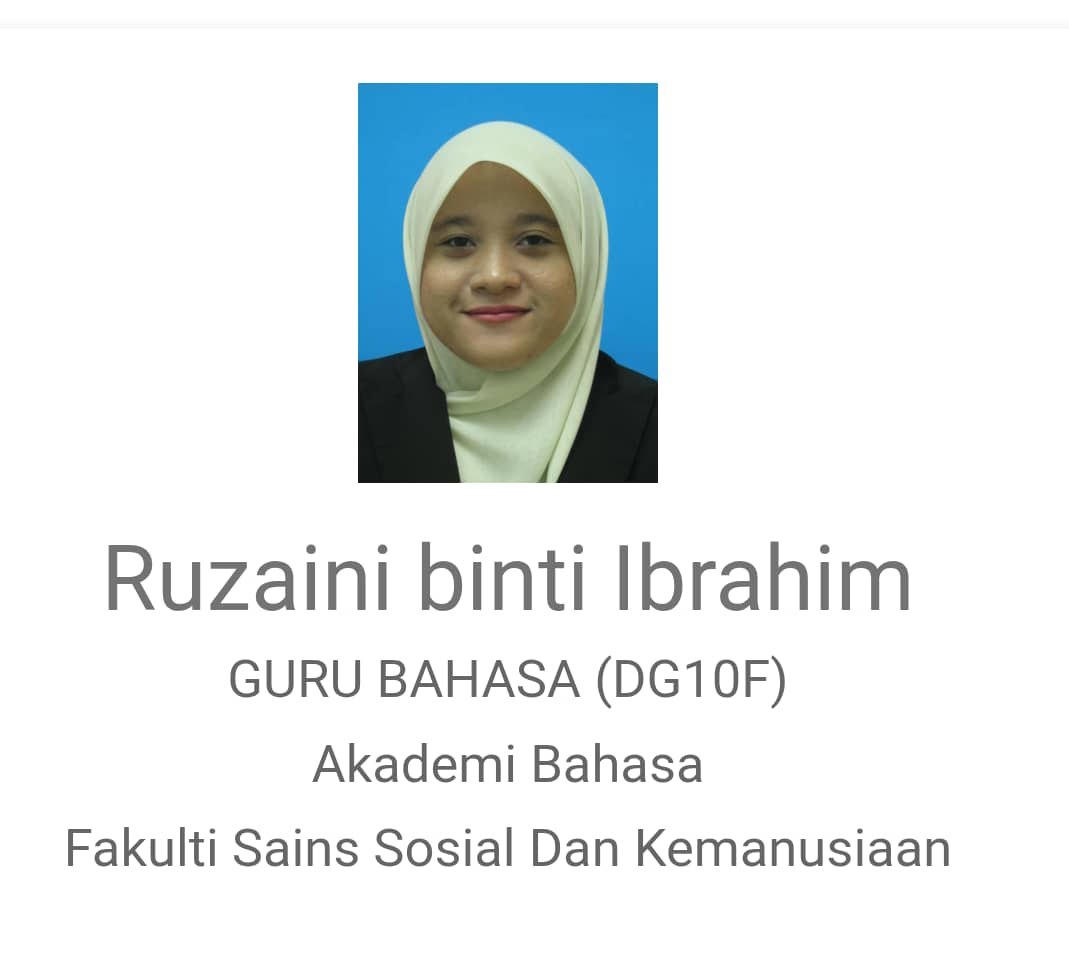 Ruzaini binti Ibrahim
GURU BAHASA (DG10F)
Akademi Bahasa
Fakulti Sains Sosial Dan Kemanusiaan